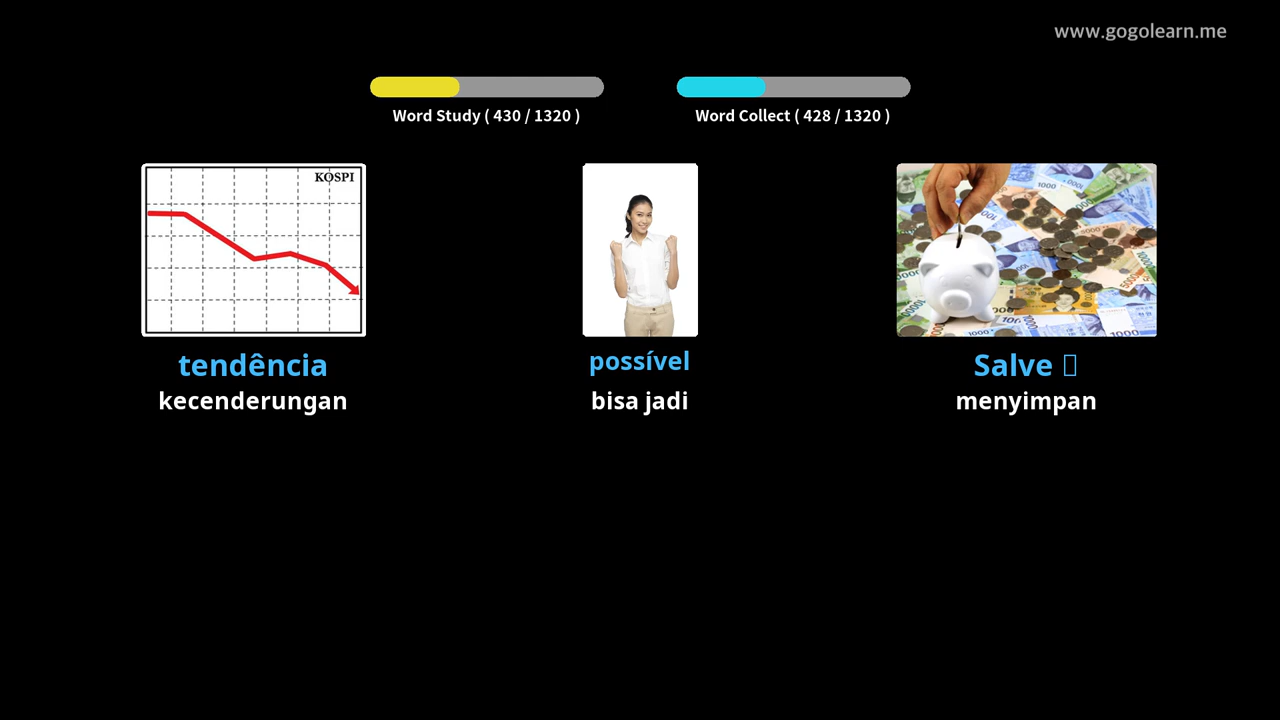 www.gogolearn.me
Word Study ( 430 / 1320 )
Word Collect ( 428 / 1320 )
KOSPI
tendência
kecenderungan
possível
bisa jadi
Salve
menyimpan